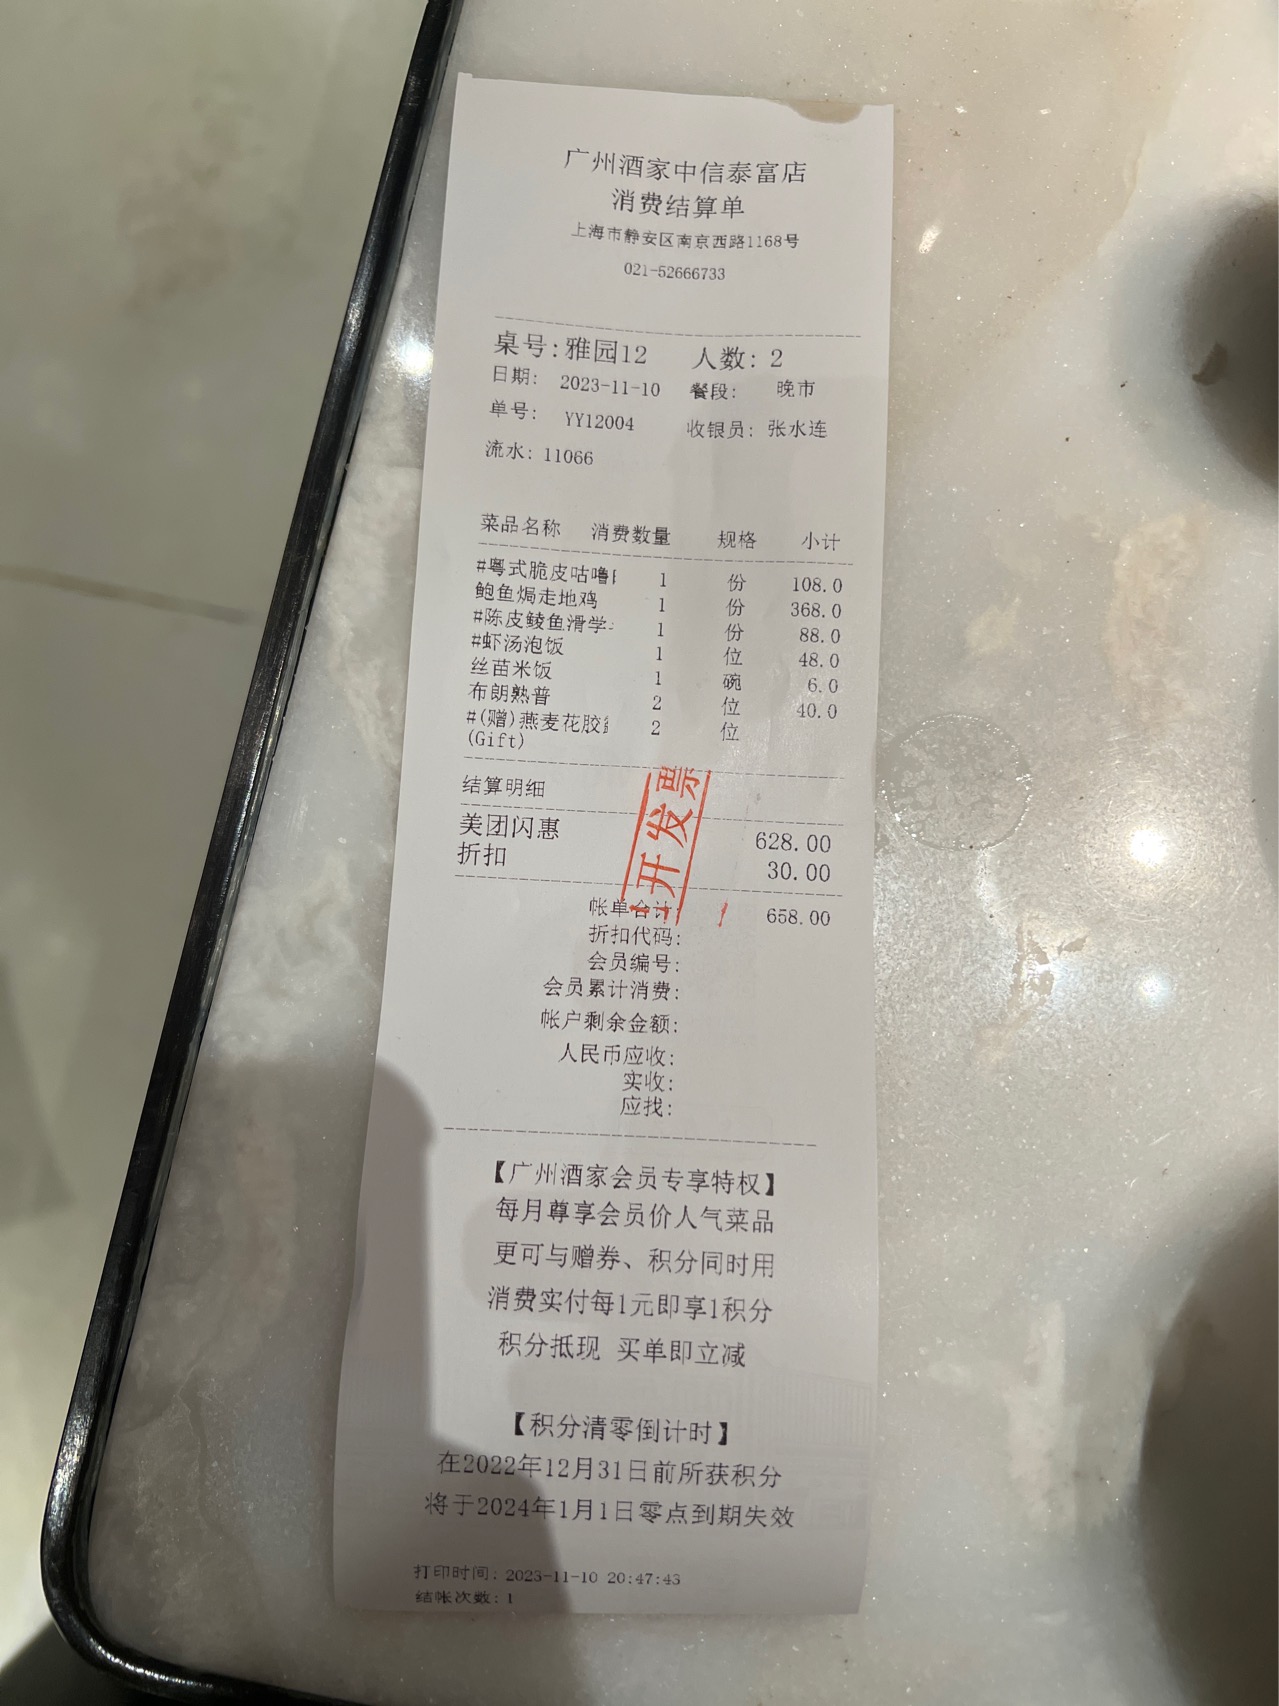 广州酒家中信泰富店
消费结算单
上海市静安区南京西路1168号
021-52666733
桌号:雅园12 人数: 2
日期: 2023-11-10 餐段: 晚市
单号: YY12004 收银员: 张水连
流水: 11066
菜品名称 消费数量 规格 小计
#粤式脆皮咕噜 1 份 108.0
鲍鱼焗走地鸡 1 份 368.0
#陈皮鲮鱼滑学 1 份 88.0
#虾汤泡饭 1 位 48.0
丝苗米饭 1 碗 6.0
布朗熟普 2 位 40.0
#(赠)燕麦花胶 2 位
(Gift)
结算明细
美团闪惠 628.00
折扣 30.00
开发票
帐单合计: 658.00
折扣代码:
会员编号:
会员累计消费:
帐户剩余金额:
人民币应收:
实收:
应找:
【广州酒家会员专享特权】
每月尊享会员价人气菜品
更可与赠券、积分同时用
消费实付每1元即享1积分
积分抵现 买单即立减
【积分清零倒计时】
在2022年12月31日前所获积分
将于2024年1月1日零点到期失效
打印时间: 2023-11-10 20:47:43
结帐次数: 1